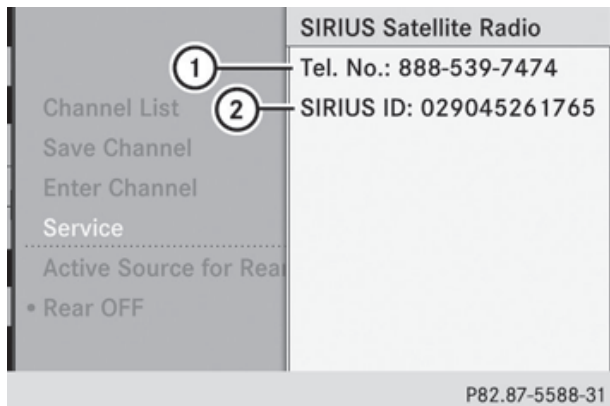 SIRIUS Satellite Radio
1 Tel. No.: 888-539-7474
2 SIRIUS ID: 029045261765
Channel List
Save Channel
Enter Channel
Service
Active Source for Rear
• Rear OFF
P82.87-5588-31